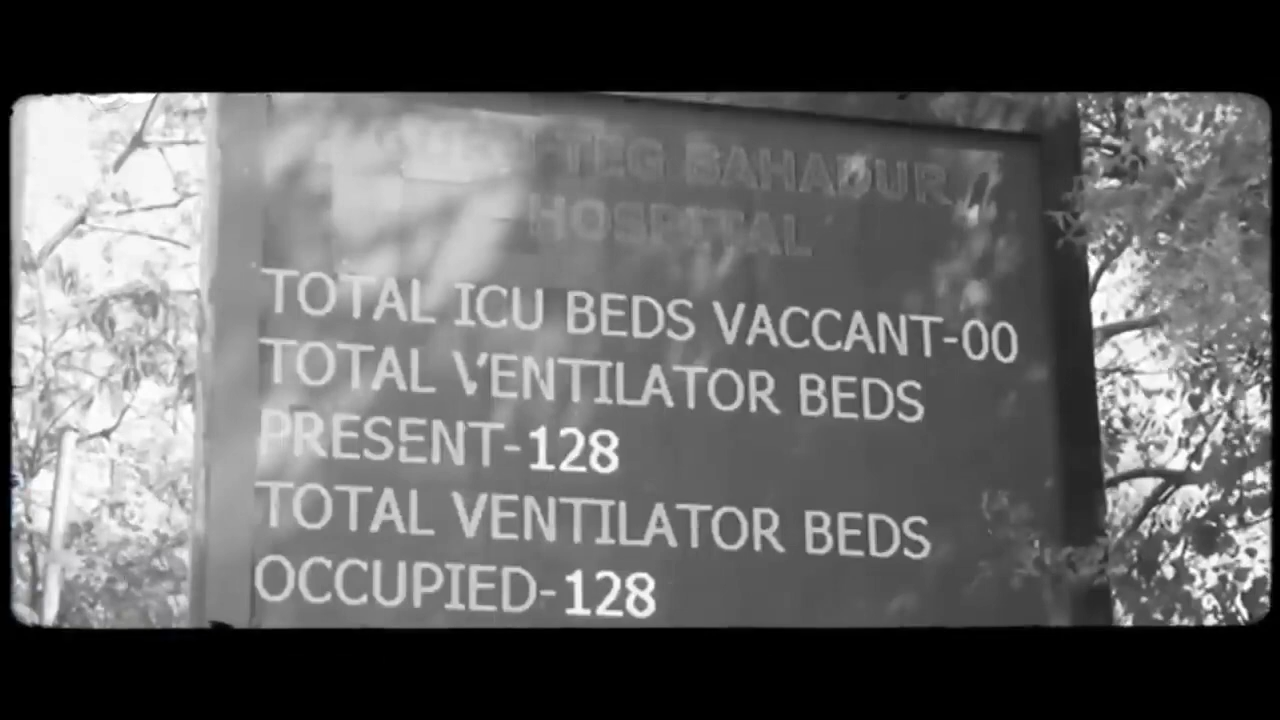 TEG BAHADUR
HOSPITAL
TOTAL ICU BEDS VACCANT-00
TOTAL VENTILATOR BEDS
PRESENT-128
TOTAL VENTILATOR BEDS
OCCUPIED-128